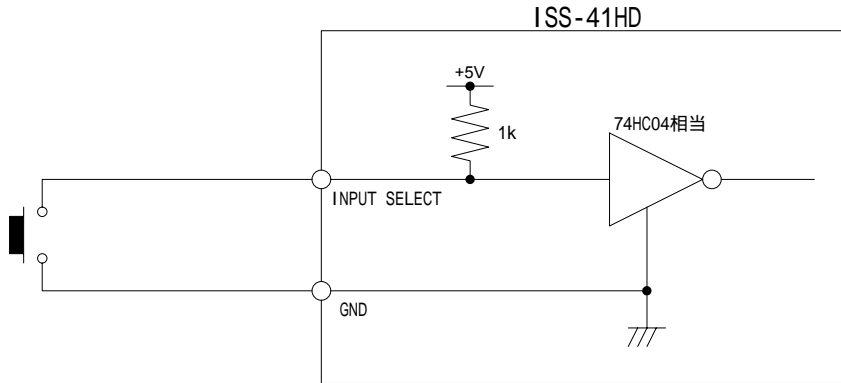 ISS-41HD
+5V
1k
74HC04相当
INPUT SELECT
GND